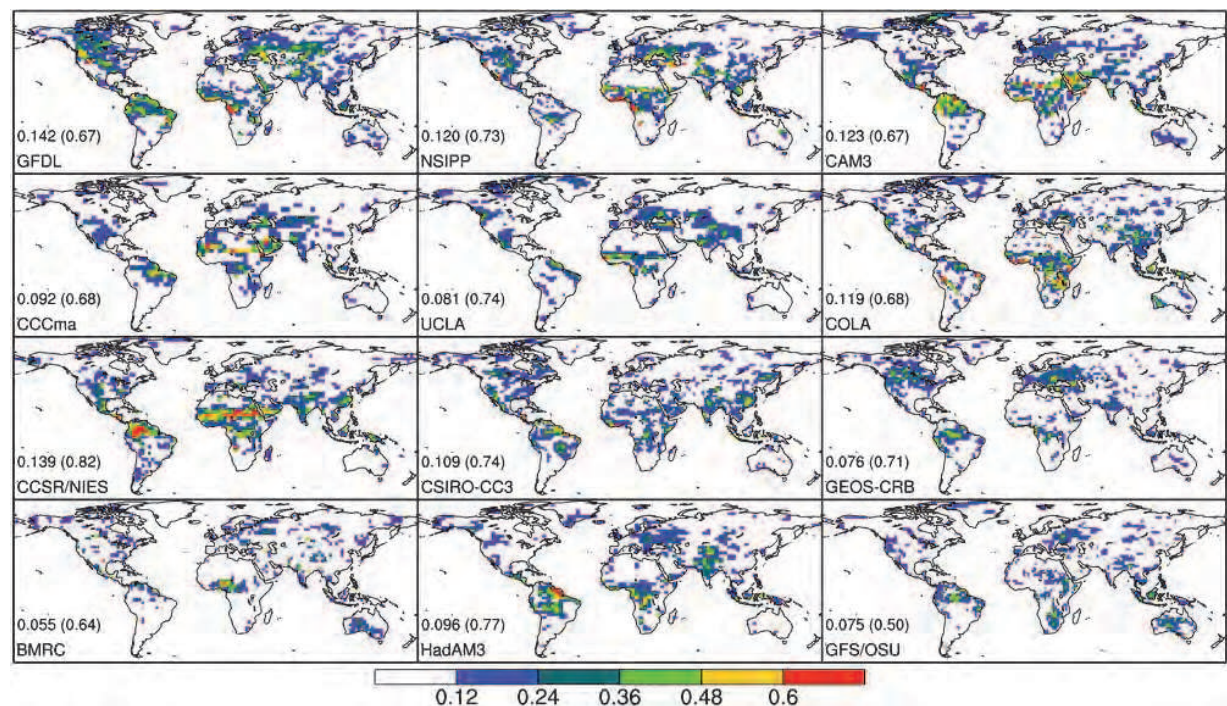 0.142 (0.67)
GFDL
0.120 (0.73)
NSIPP
0.123 (0.67)
CAM3
0.092 (0.68)
CCCma
0.081 (0.74)
UCLA
0.119 (0.68)
COLA
0.139 (0.82)
CCSR/NIES
0.109 (0.74)
CSIRO-CC3
0.076 (0.71)
GEOS-CRB
0.055 (0.64)
BMRC
0.096 (0.77)
HadAM3
0.075 (0.50)
GFS/OSU
0.12 0.24 0.36 0.48 0.6